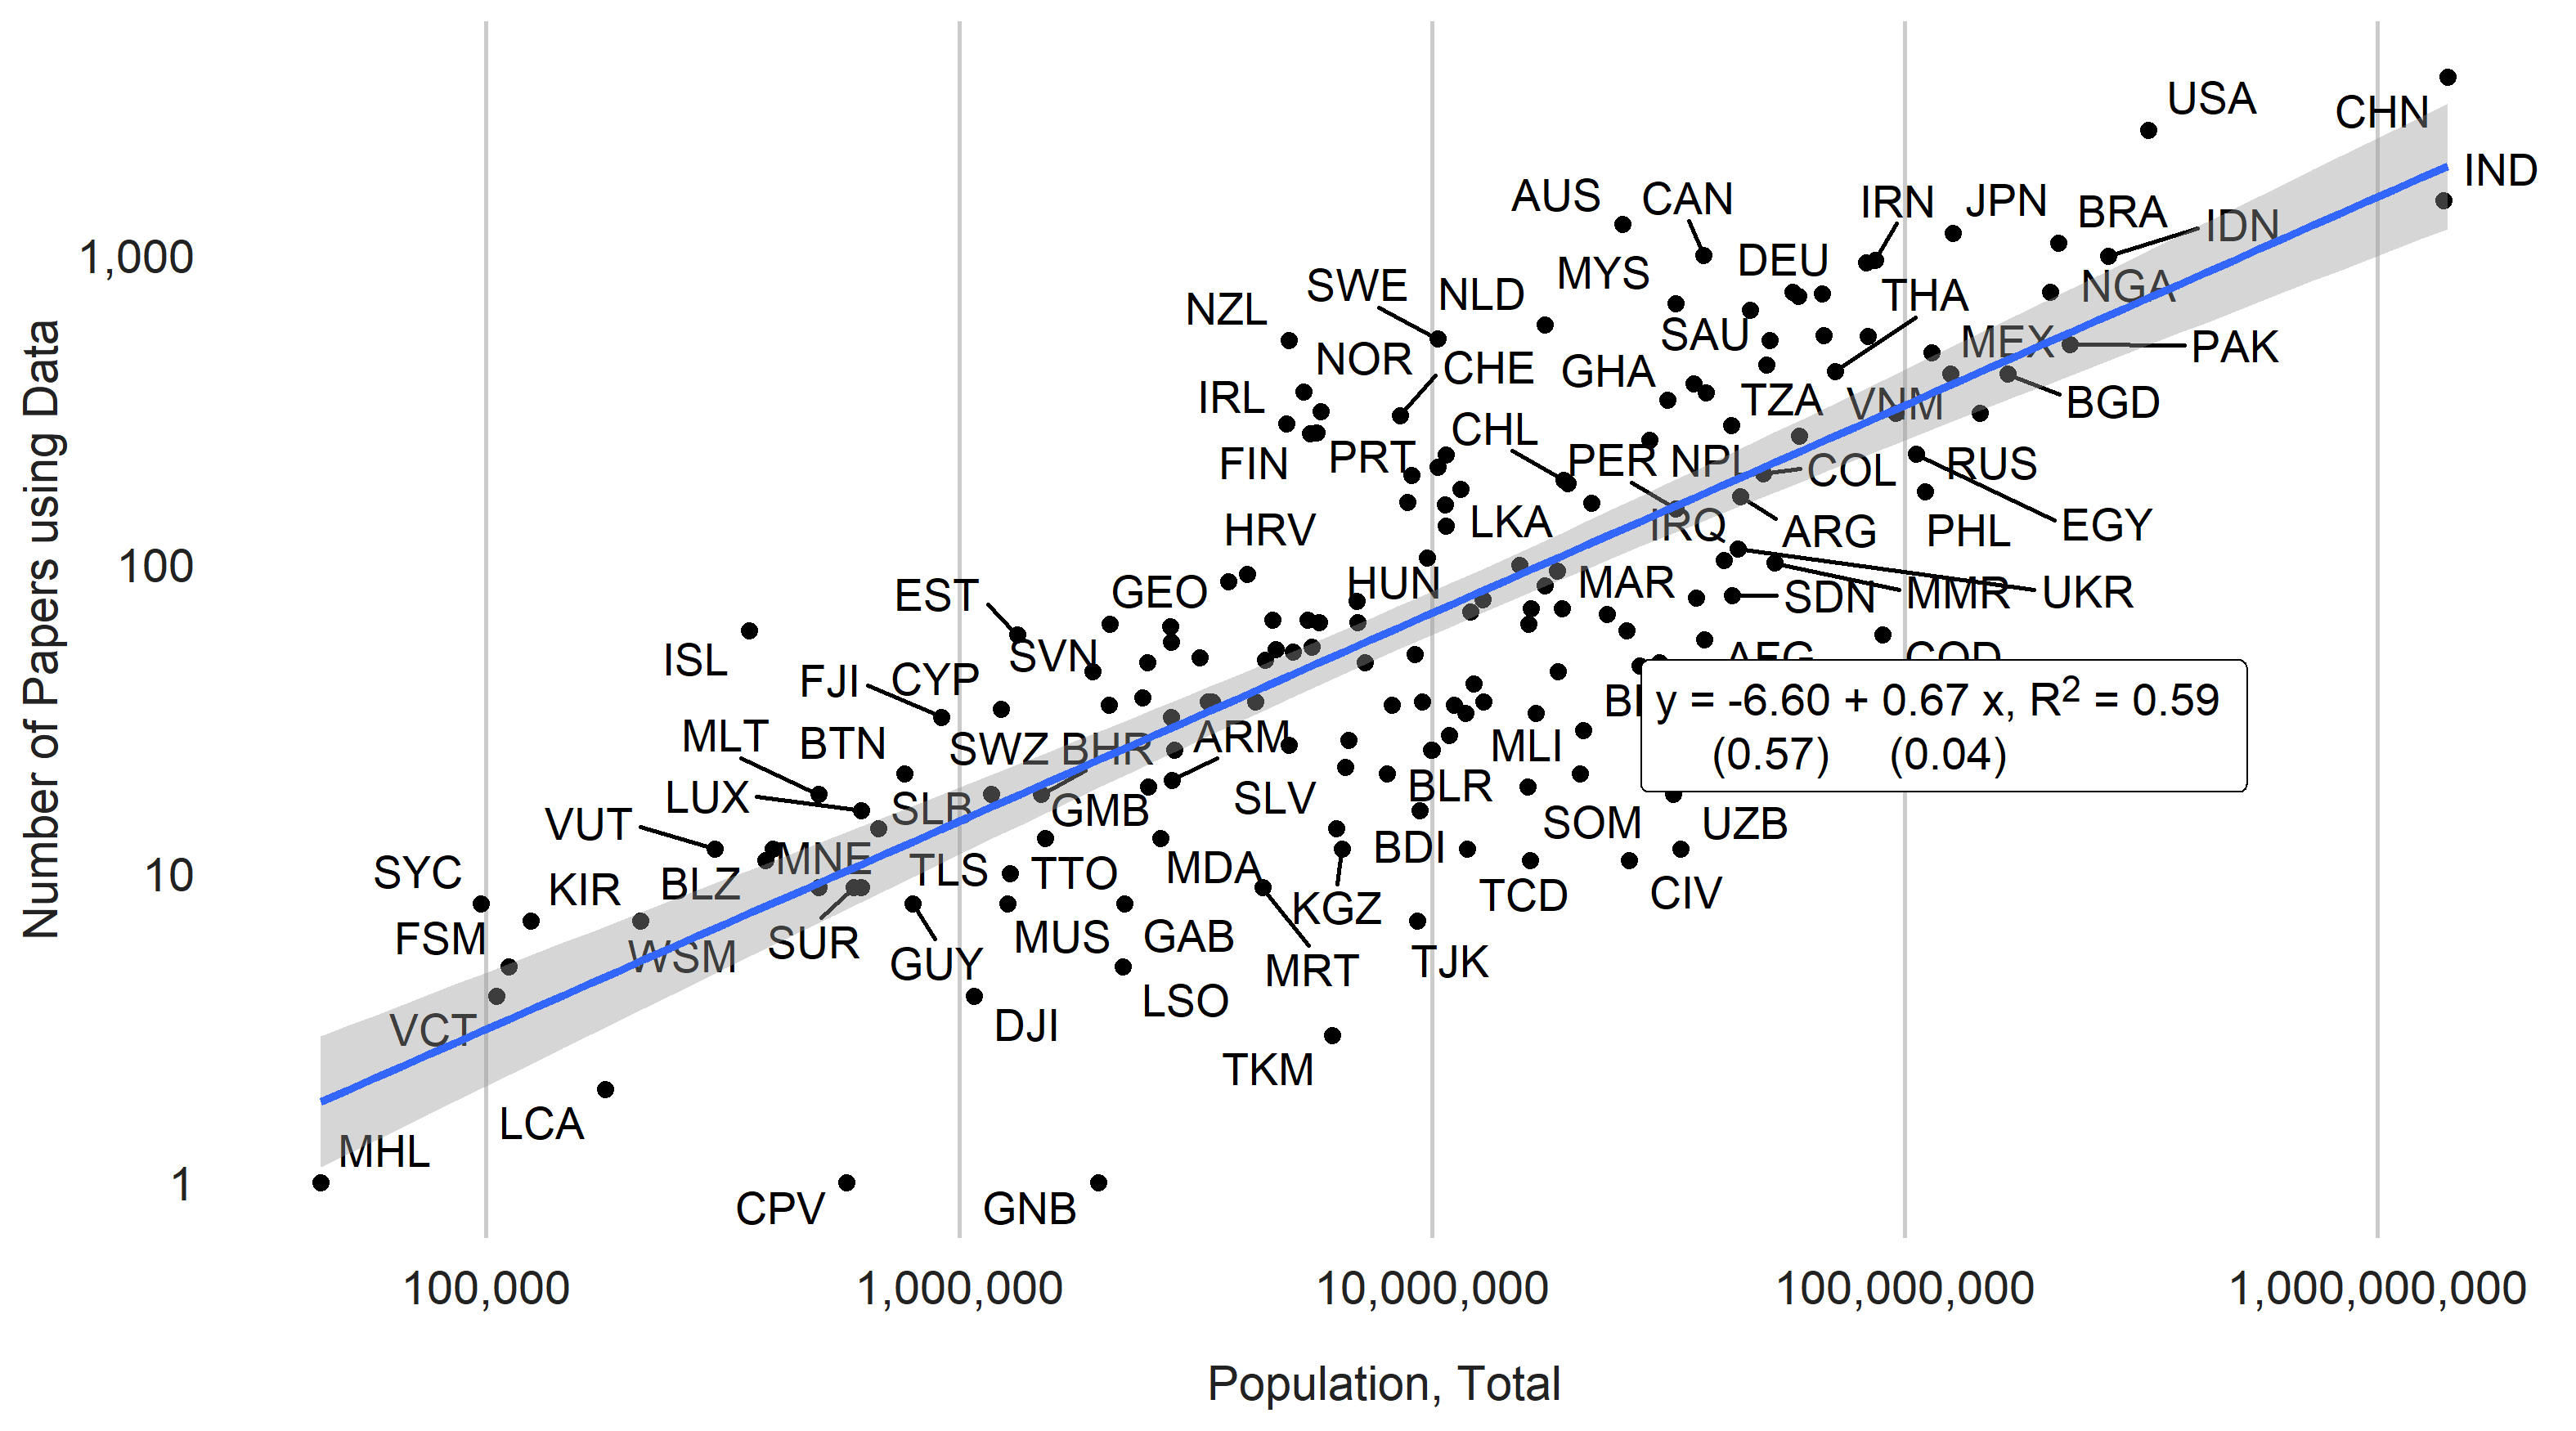 USA
CHN
IND
AUS
CAN
IRN
JPN
BRA
IDN
1,000
SWE
NLD
MYS
DEU
THA
NGA
NZL
NOR
CHE
GHA
SAU
MEX
PAK
IRL
TZA
VNM
BGD
FIN
PRT
CHL
PER
NPL
COL
RUS
HRV
LKA
IRQ
ARG
PHL
EGY
100
EST
GEO
HUN
MAR
SDN
MMR
UKR
ISL
SVN
AFG
COD
FJI
CYP
y = -6.60 + 0.67 x, R² = 0.59
(0.57) (0.04)
MLT
BTN
SWZ
BHR
ARM
MLI
LUX
SLB
GMB
SLV
BLR
VUT
SOM
UZB
SYC
KIR
BLZ
MNE
TLS
TTO
MDA
BDI
10
FSM
WSM
SUR
GUY
MUS
GAB
KGZ
TCD
CIV
MRT
TJK
VCT
DJI
LSO
TKM
LCA
MHL
CPV
GNB
1
100,000
1,000,000
10,000,000
100,000,000
1,000,000,000
Population, Total
Number of Papers using Data